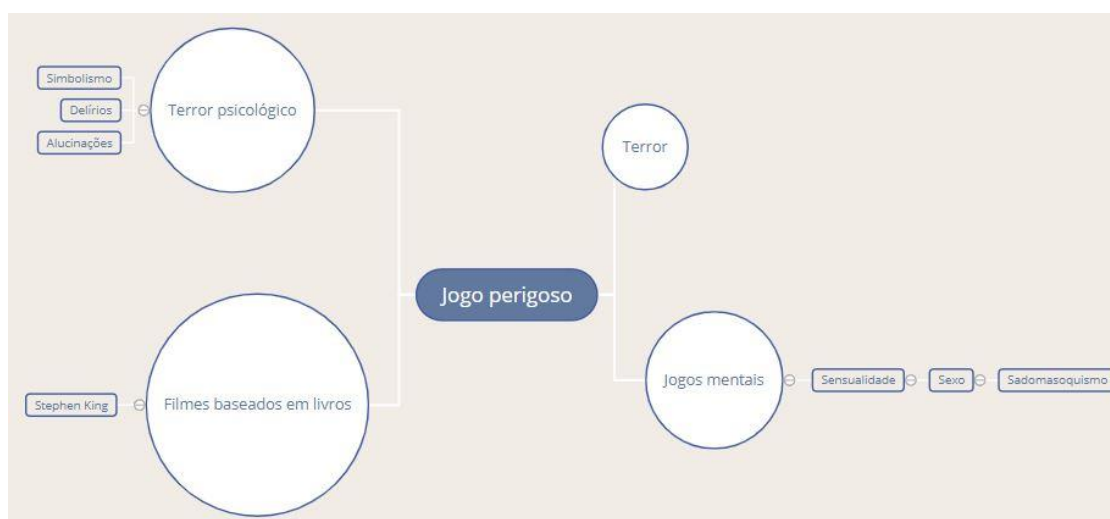 Simbolismo
Delírios
Alucinações
Terror psicológico
Stephen King
Filmes baseados em livros
Jogo perigoso
Terror
Jogos mentais
Sensualidade
Sexo
Sadomasoquismo